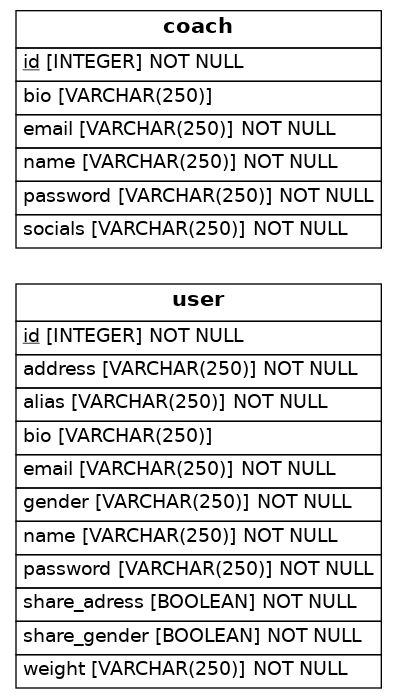 coach
id [INTEGER] NOT NULL
bio [VARCHAR(250)]
email [VARCHAR(250)] NOT NULL
name [VARCHAR(250)] NOT NULL
password [VARCHAR(250)] NOT NULL
socials [VARCHAR(250)] NOT NULL
user
id [INTEGER] NOT NULL
address [VARCHAR(250)] NOT NULL
alias [VARCHAR(250)] NOT NULL
bio [VARCHAR(250)]
email [VARCHAR(250)] NOT NULL
gender [VARCHAR(250)] NOT NULL
name [VARCHAR(250)] NOT NULL
password [VARCHAR(250)] NOT NULL
share_adress [BOOLEAN] NOT NULL
share_gender [BOOLEAN] NOT NULL
weight [VARCHAR(250)] NOT NULL